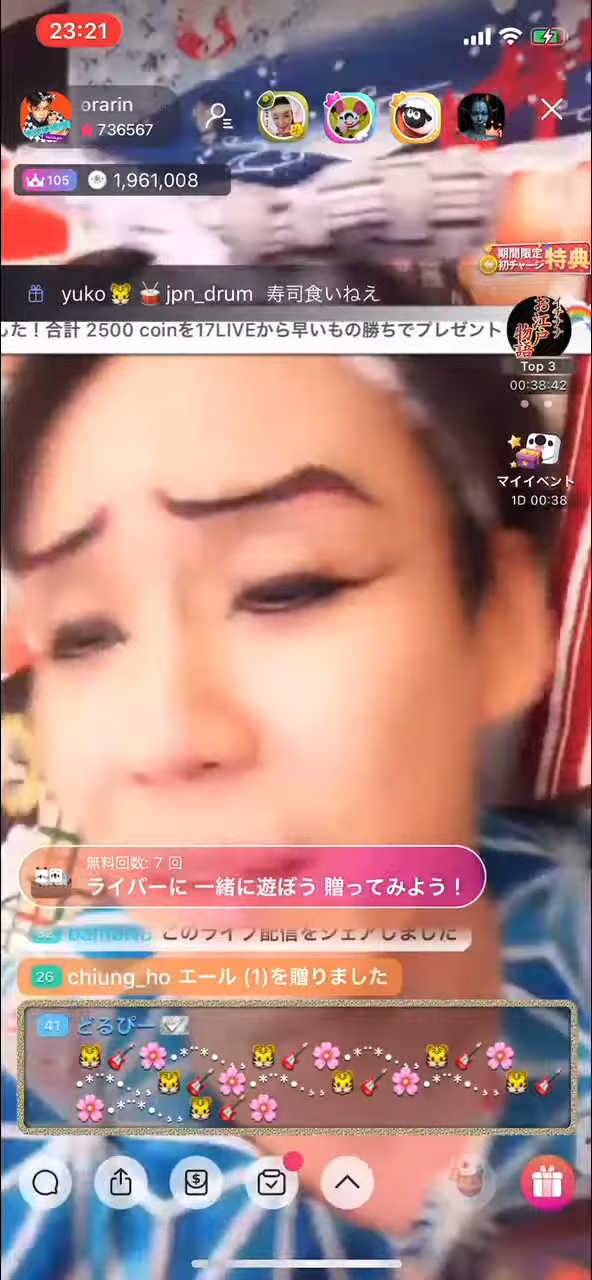 23:21
orarin
736567
105
1,961,008
期間限定
初チャージ
特典
yuko🐯🥁jpn_drum 寿司食いねえ
した！合計 2500 coinを17LIVEから早いもの勝ちでプレゼント
イチナナ
お江戸
物語
Top 3
00:38:42
マイイベント
1D 00:38
無料回数: 7 回
ライバーに 一緒に遊ぼう 贈ってみよう！
このライブ配信をシェアしました
26 chiung_ho エール (1)を贈りました
41 どるぴー
🐯🎸🌸•*¨*•.¸¸🐯🎸🌸•*¨*•.¸¸🐯🎸🌸
•*¨*•.¸¸🐯🎸🌸•*¨*•.¸¸🐯🎸🌸•*¨*•.¸¸🐯🎸
🌸•*¨*•.¸¸🐯🎸🌸